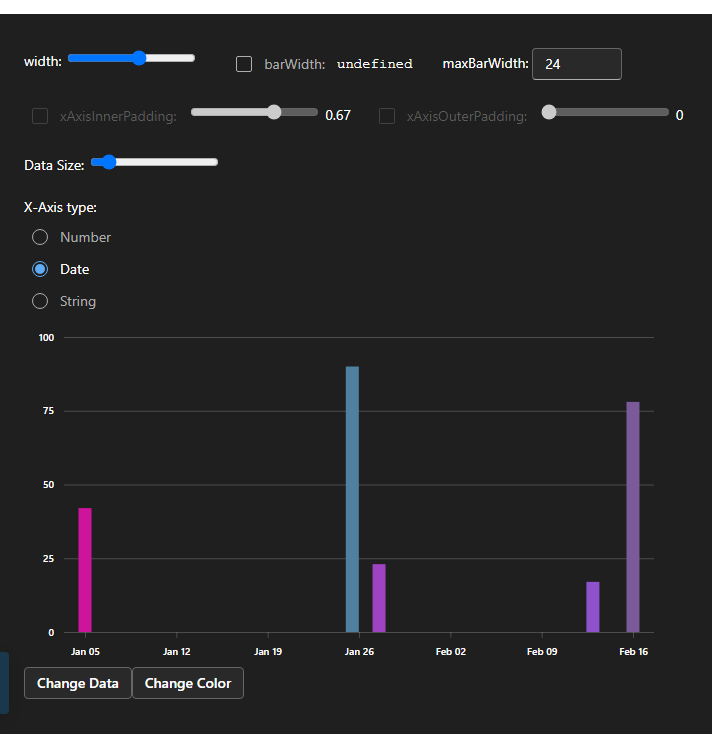 width: barWidth: undefined maxBarWidth: 24
xAxisInnerPadding: 0.67 xAxisOuterPadding: 0
Data Size:
X-Axis type:
Number
Date
String
100
75
50
25
0
Jan 05 Jan 12 Jan 19 Jan 26 Feb 02 Feb 09 Feb 16
Change Data Change Color